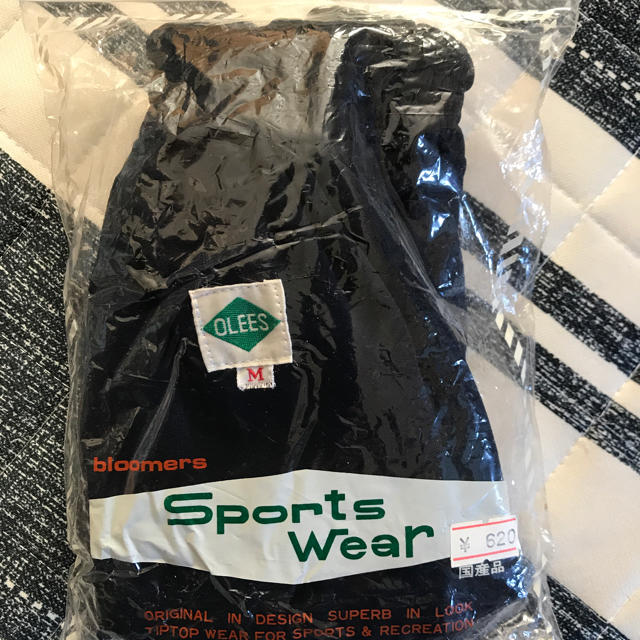 OLEES
M
bloomers
Sports
Wear
¥ 620
国産品
ORIGINAL IN DESIGN SUPERB IN LOOK
TIPTOP WEAR FOR SPORTS & RECREATION